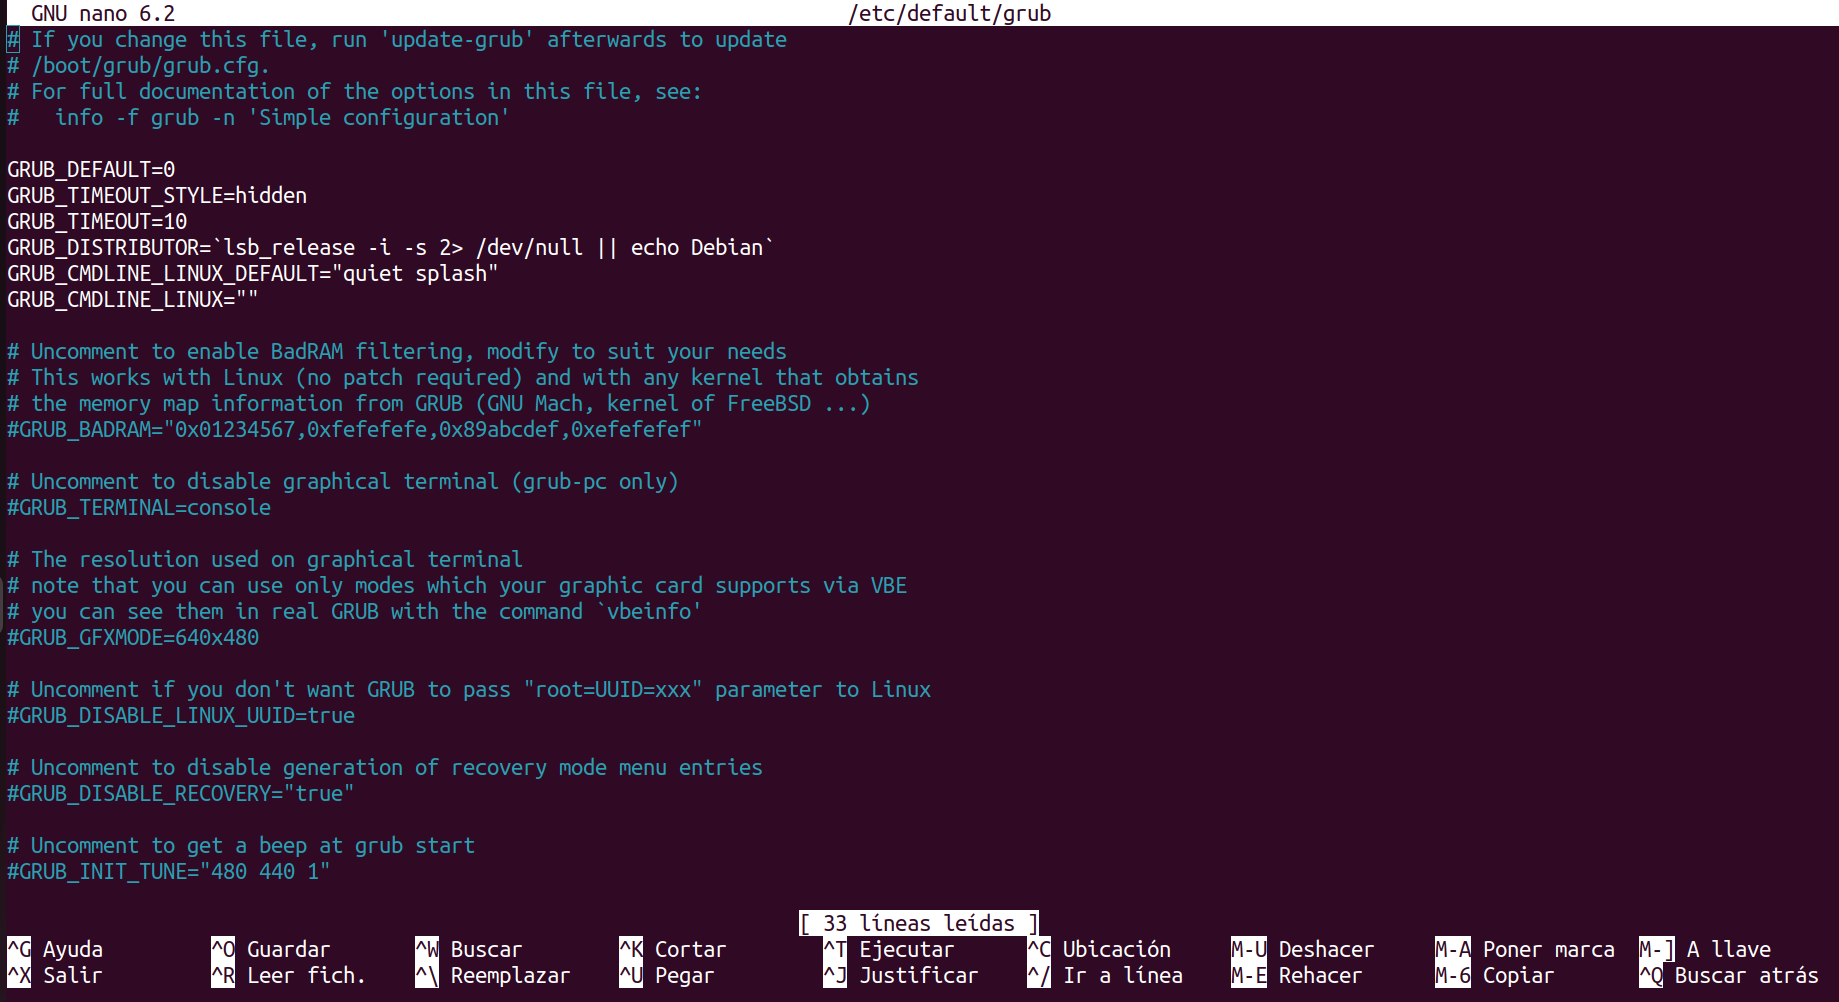 GNU nano 6.2 /etc/default/grub
# If you change this file, run 'update-grub' afterwards to update
# /boot/grub/grub.cfg.
# For full documentation of the options in this file, see:
#   info -f grub -n 'Simple configuration'

GRUB_DEFAULT=0
GRUB_TIMEOUT_STYLE=hidden
GRUB_TIMEOUT=10
GRUB_DISTRIBUTOR=`lsb_release -i -s 2> /dev/null || echo Debian`
GRUB_CMDLINE_LINUX_DEFAULT="quiet splash"
GRUB_CMDLINE_LINUX=""

# Uncomment to enable BadRAM filtering, modify to suit your needs
# This works with Linux (no patch required) and with any kernel that obtains
# the memory map information from GRUB (GNU Mach, kernel of FreeBSD ...)
#GRUB_BADRAM="0x01234567,0xfefefefe,0x89abcdef,0xefefefef"

# Uncomment to disable graphical terminal (grub-pc only)
#GRUB_TERMINAL=console

# The resolution used on graphical terminal
# note that you can use only modes which your graphic card supports via VBE
# you can see them in real GRUB with the command `vbeinfo'
#GRUB_GFXMODE=640x480

# Uncomment if you don't want GRUB to pass "root=UUID=xxx" parameter to Linux
#GRUB_DISABLE_LINUX_UUID=true

# Uncomment to disable generation of recovery mode menu entries
#GRUB_DISABLE_RECOVERY="true"

# Uncomment to get a beep at grub start
#GRUB_INIT_TUNE="480 440 1"

[ 33 líneas leídas ]
^G Ayuda ^O Guardar ^W Buscar ^K Cortar ^T Ejecutar ^C Ubicación M-U Deshacer M-A Poner marca M-] A llave
^X Salir ^R Leer fich. ^\ Reemplazar ^U Pegar ^J Justificar ^/ Ir a línea M-E Rehacer M-6 Copiar ^Q Buscar atrás